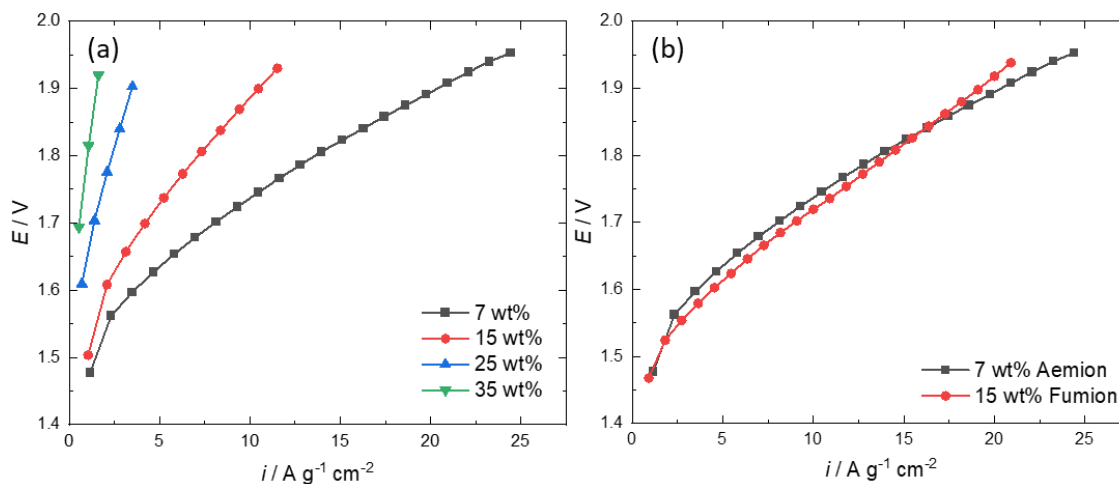 (a)
2.0
1.9
1.8
1.7
1.6
1.5
1.4
E / V
0 5 10 15 20 25
i / A g⁻¹ cm⁻²
7 wt%
15 wt%
25 wt%
35 wt%
(b)
2.0
1.9
1.8
1.7
1.6
1.5
1.4
E / V
0 5 10 15 20 25
i / A g⁻¹ cm⁻²
7 wt% Aemion
15 wt% Fumion